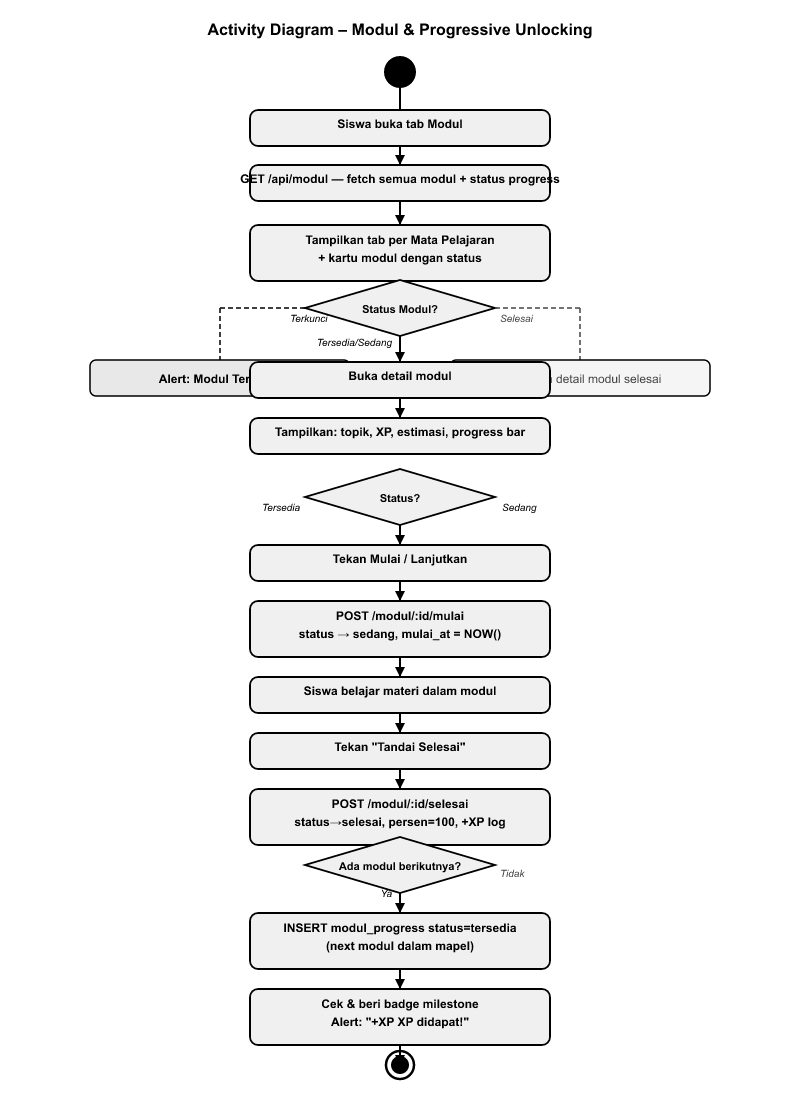 Activity Diagram – Modul & Progressive Unlocking
Siswa buka tab Modul
GET /api/modul — fetch semua modul + status progress
Tampilkan tab per Mata Pelajaran
+ kartu modul dengan status
Status Modul?
Terkunci
Selesai
Tersedia/Sedang
Alert: Modul
Buka detail modul
detail modul selesai
Tampilkan: topik, XP, estimasi, progress bar
Status?
Tersedia
Sedang
Tekan Mulai / Lanjutkan
POST /modul/:id/mulai
status → sedang, mulai_at = NOW()
Siswa belajar materi dalam modul
Tekan "Tandai Selesai"
POST /modul/:id/selesai
status→selesai, persen=100, +XP log
Ada modul berikutnya?
Tidak
Ya
INSERT modul_progress status=tersedia
(next modul dalam mapel)
Cek & beri badge milestone
Alert: "+XP XP didapat!"